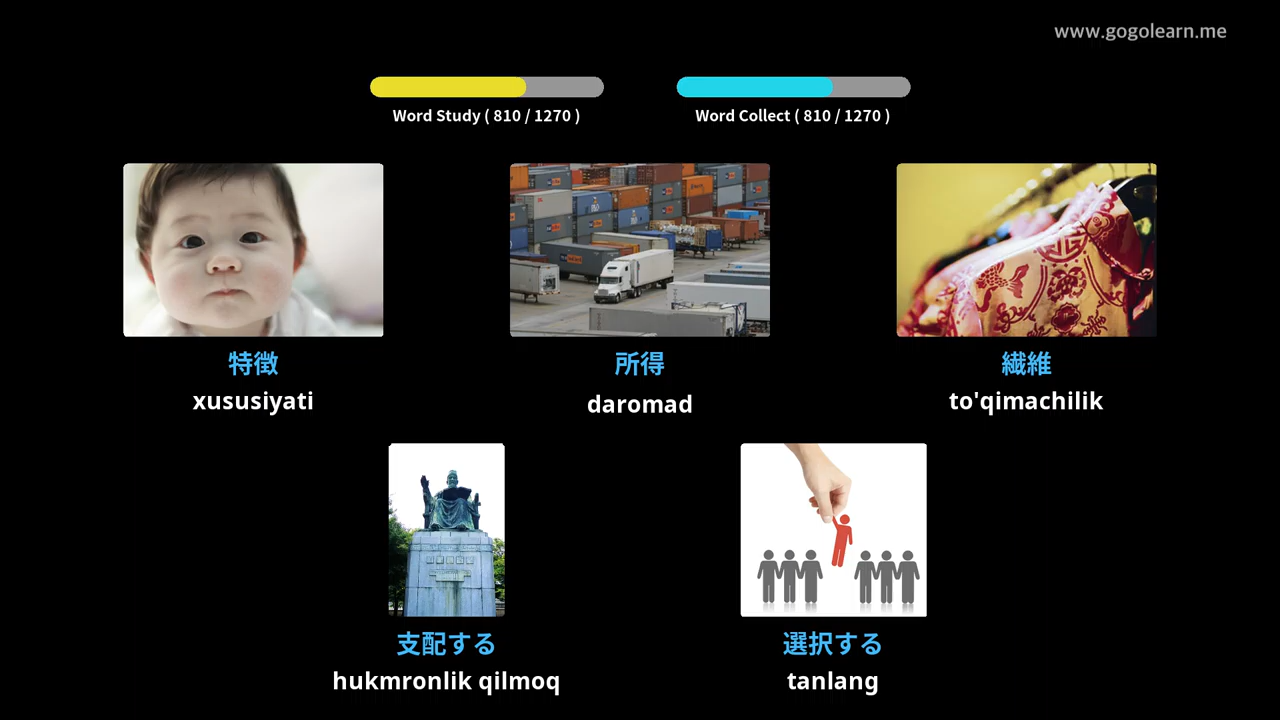 www.gogolearn.me
Word Study ( 810 / 1270 )
Word Collect ( 810 / 1270 )
特徴
xususiyati
所得
daromad
繊維
to'qimachilik
支配する
hukmronlik qilmoq
選択する
tanlang